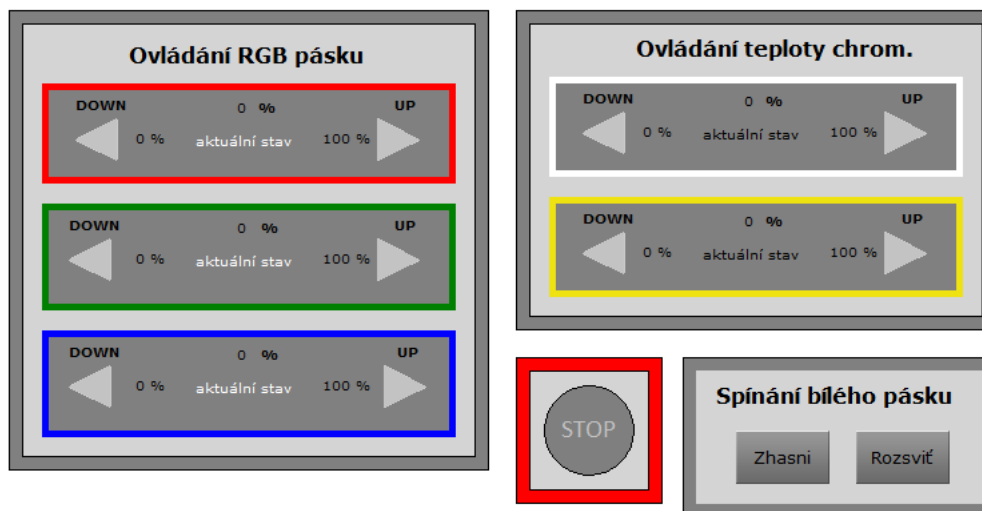 Ovládání RGB pásku
DOWN 0 % UP
0 % aktuální stav 100 %
DOWN 0 % UP
0 % aktuální stav 100 %
DOWN 0 % UP
0 % aktuální stav 100 %
Ovládání teploty chrom.
DOWN 0 % UP
0 % aktuální stav 100 %
DOWN 0 % UP
0 % aktuální stav 100 %
STOP
Spínání bílého pásku
Zhasni Rozsviť